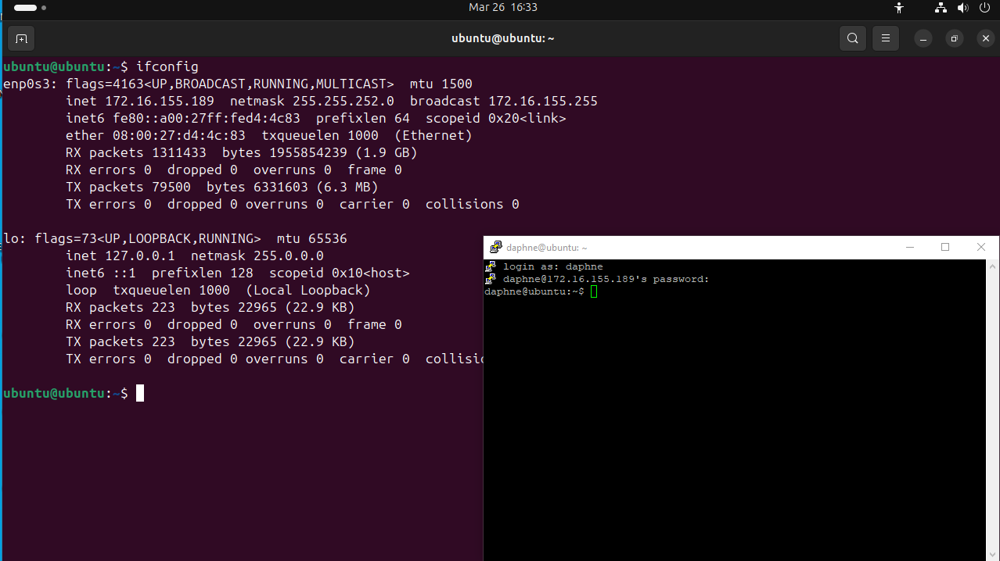 Mar 26 16:33
ubuntu@ubuntu: ~
ubuntu@ubuntu:~$ ifconfig
enp0s3: flags=4163<UP,BROADCAST,RUNNING,MULTICAST>  mtu 1500
        inet 172.16.155.189  netmask 255.255.252.0  broadcast 172.16.155.255
        inet6 fe80::a00:27ff:fed4:4c83  prefixlen 64  scopeid 0x20<link>
        ether 08:00:27:d4:4c:83  txqueuelen 1000  (Ethernet)
        RX packets 1311433  bytes 1955854239 (1.9 GB)
        RX errors 0  dropped 0  overruns 0  frame 0
        TX packets 79500  bytes 6331603 (6.3 MB)
        TX errors 0  dropped 0 overruns 0  carrier 0  collisions 0
lo: flags=73<UP,LOOPBACK,RUNNING>  mtu 65536
        inet 127.0.0.1  netmask 255.0.0.0
        inet6 ::1  prefixlen 128  scopeid 0x10<host>
        loop  txqueuelen 1000  (Local Loopback)
        RX packets 223  bytes 22965 (22.9 KB)
        RX errors 0  dropped 0  overruns 0  frame 0
        TX packets 223  bytes 22965 (22.9 KB)
        TX errors 0  dropped 0 overruns 0  carrier 0  collisi
ubuntu@ubuntu:~$
daphne@ubuntu: ~
login as: daphne
daphne@172.16.155.189's password:
daphne@ubuntu:~$